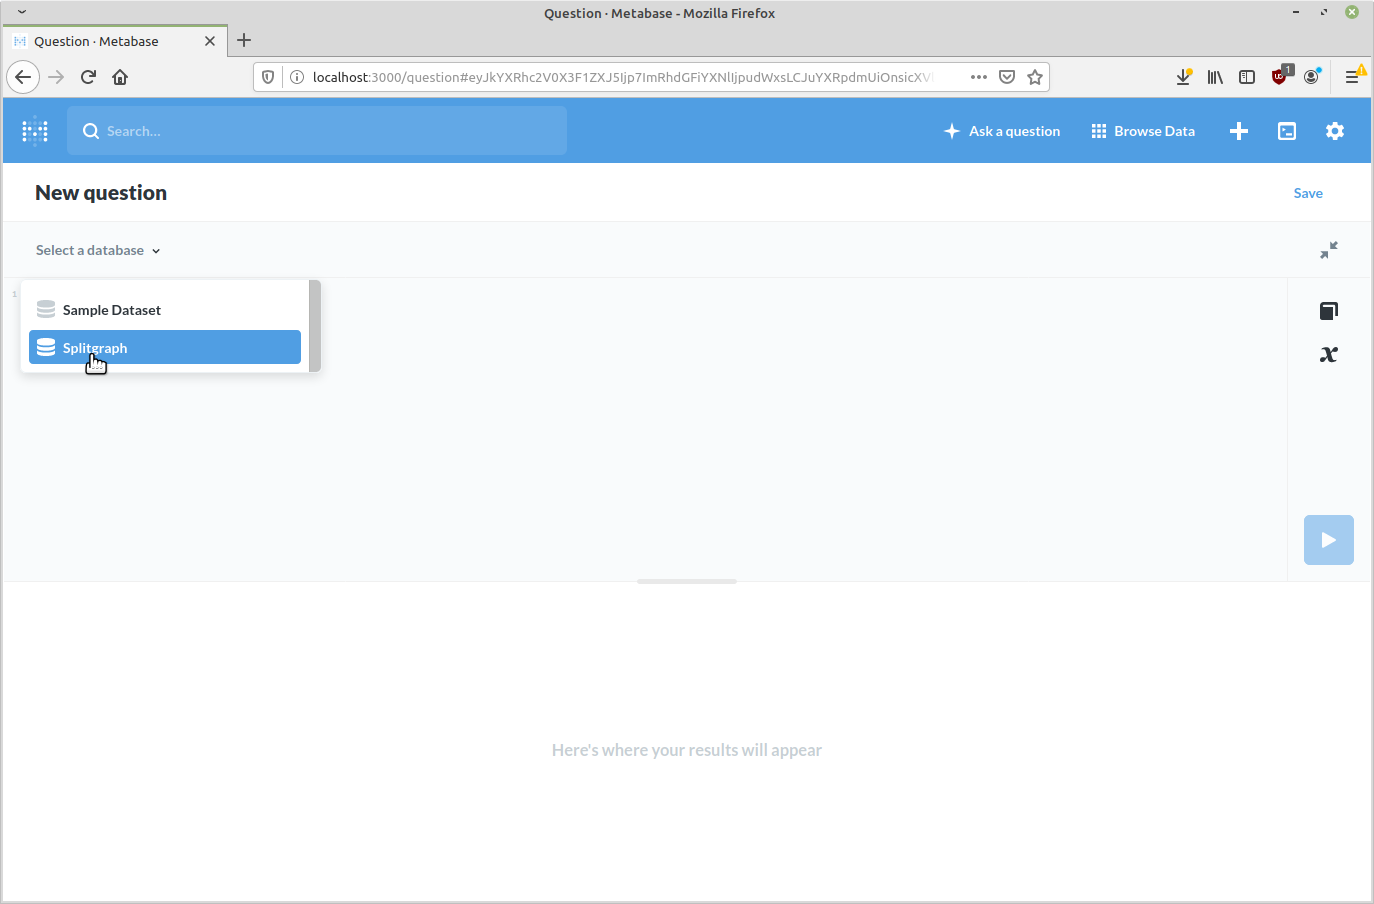 Question · Metabase - Mozilla Firefox
Question · Metabase
localhost:3000/question#eyJkYXRhc2V0X3F1ZXJ5Ijp7ImRhdGFiYXNlIjpudWxsLCJuYXRpdmUiOnsicXV
1
Search...
Ask a question
Browse Data
New question
Save
Select a database
1
Sample Dataset
Splitgraph
Here's where your results will appear